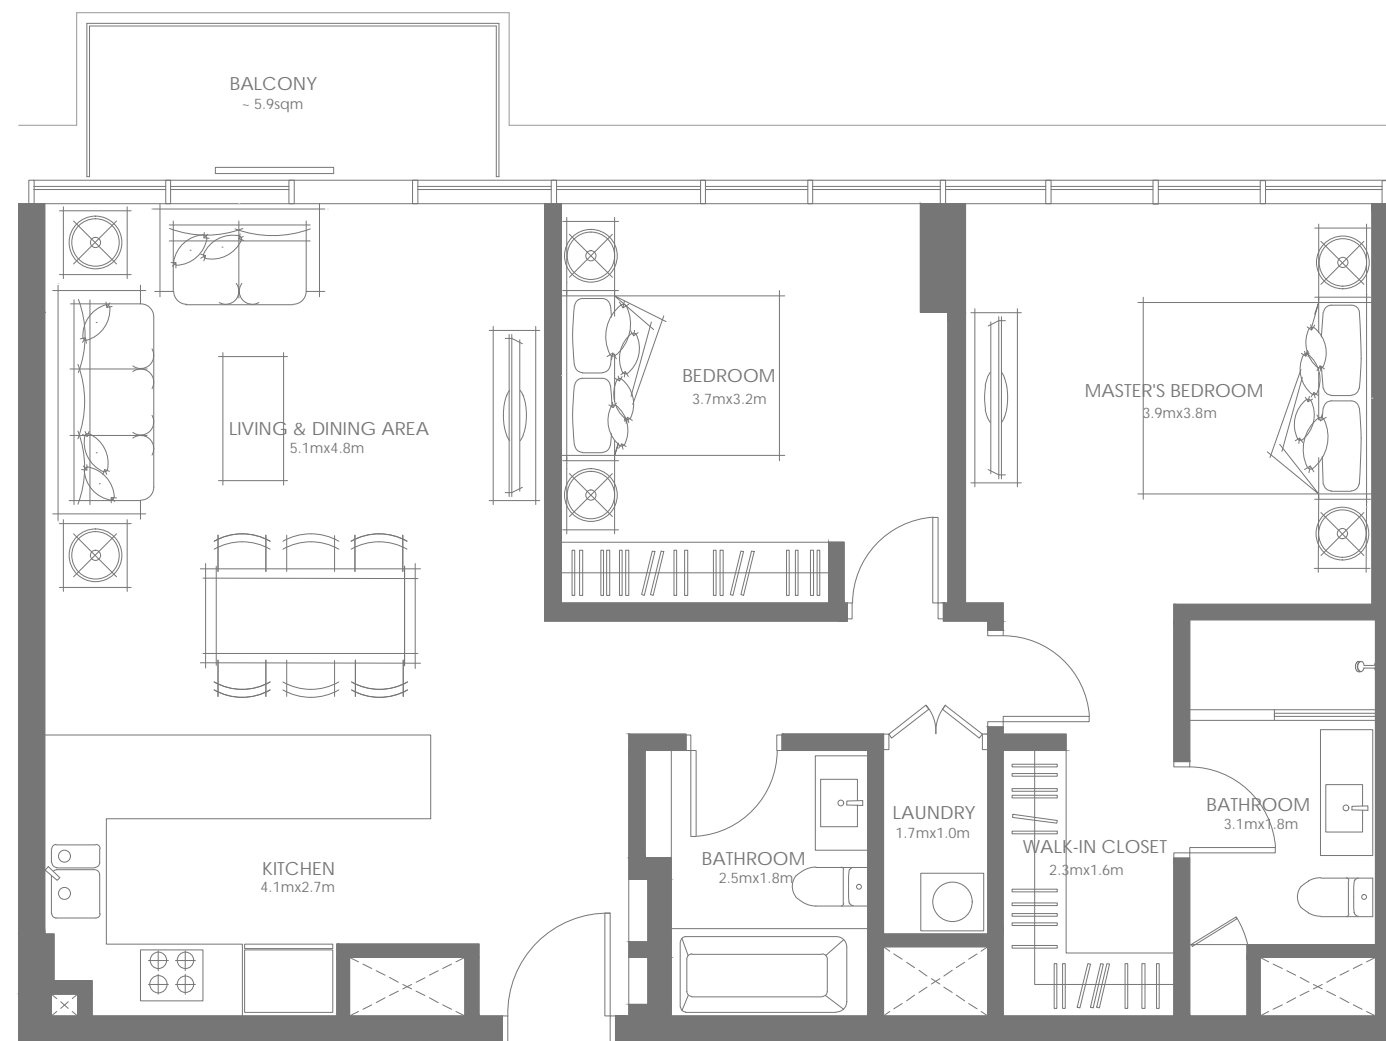 BALCONY
~ 5.9sqm
BEDROOM
3.7mx3.2m
MASTER'S BEDROOM
3.9mx3.8m
LIVING & DINING AREA
5.1mx4.8m
LAUNDRY
1.7mx1.0m
BATHROOM
3.1mx1.8m
WALK-IN CLOSET
2.3mx1.6m
BATHROOM
2.5mx1.8m
KITCHEN
4.1mx2.7m